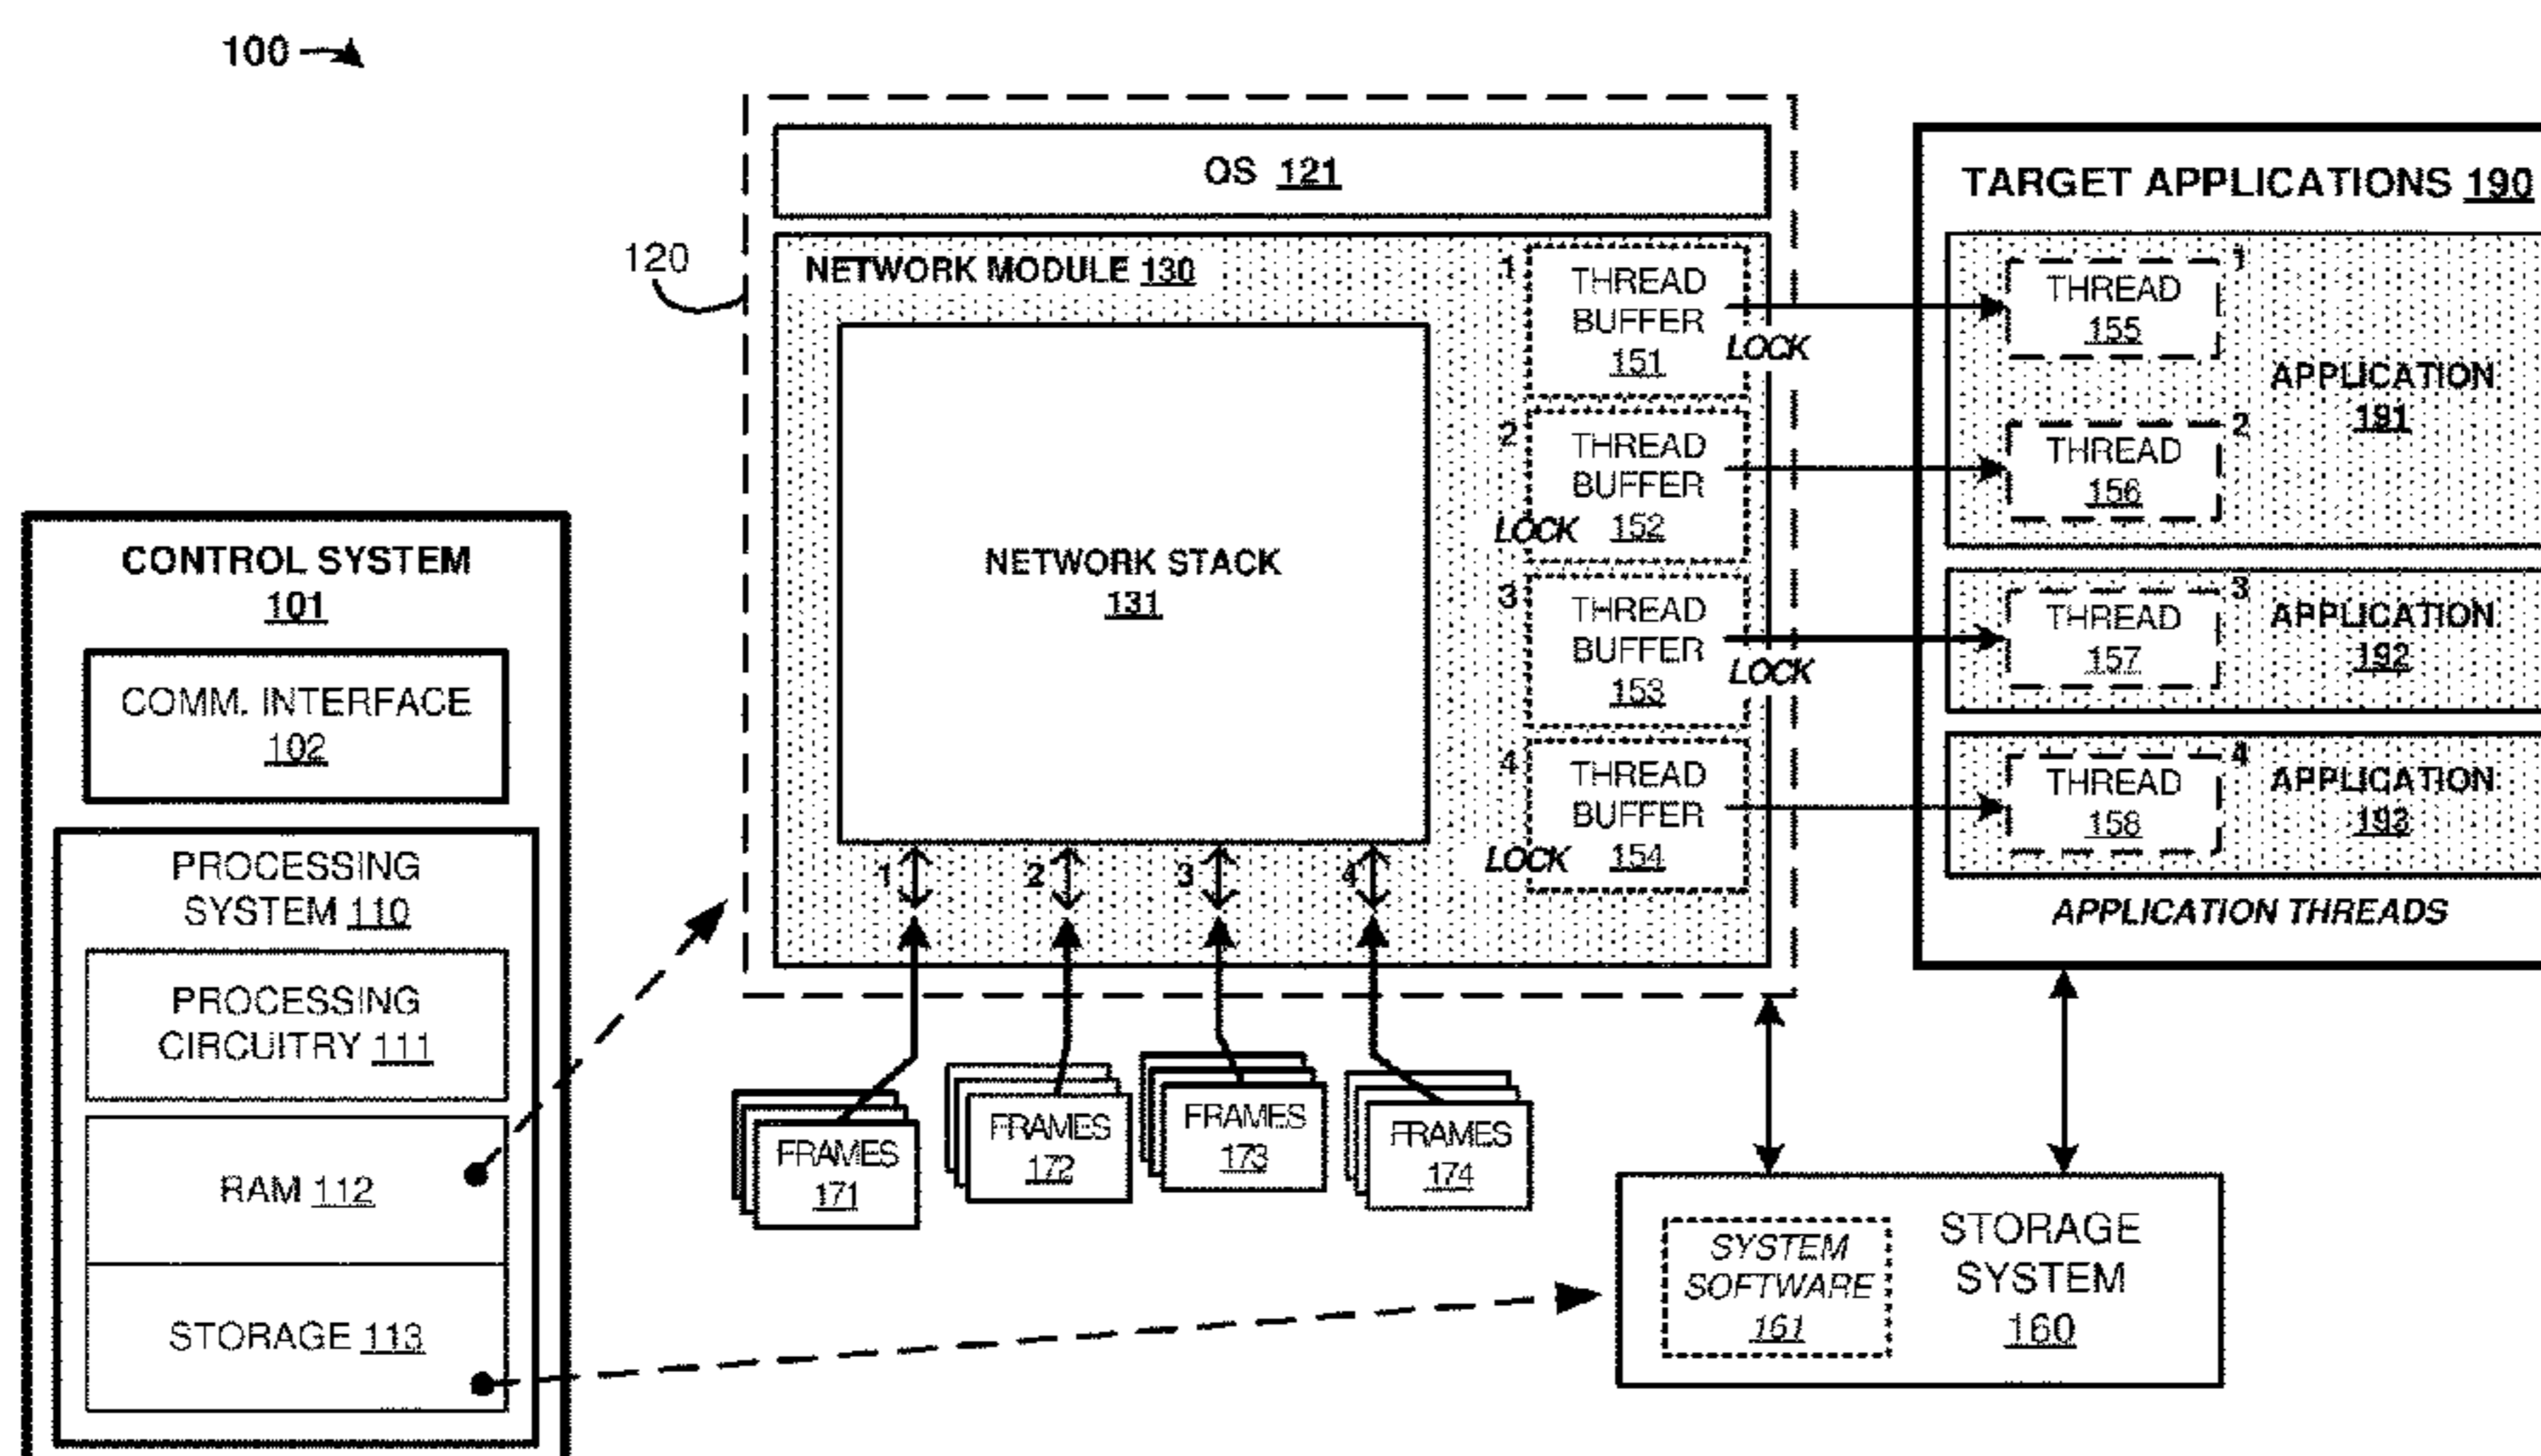 100
OS 121
120
NETWORK MODULE 130
NETWORK STACK
131
1
THREAD
BUFFER
151
LOCK
2
THREAD
BUFFER
LOCK 152
3
THREAD
BUFFER
153
LOCK
4
THREAD
BUFFER
LOCK 154
1 2 3 4
TARGET APPLICATIONS 190
1
THREAD
155
APPLICATION
191
2
THREAD
156
3
THREAD
157
APPLICATION
192
4
THREAD
158
APPLICATION
193
APPLICATION THREADS
CONTROL SYSTEM
101
COMM. INTERFACE
102
PROCESSING
SYSTEM 110
PROCESSING
CIRCUITRY 111
RAM 112
STORAGE 113
FRAMES
171
FRAMES
172
FRAMES
173
FRAMES
174
SYSTEM
SOFTWARE
161
STORAGE
SYSTEM
160